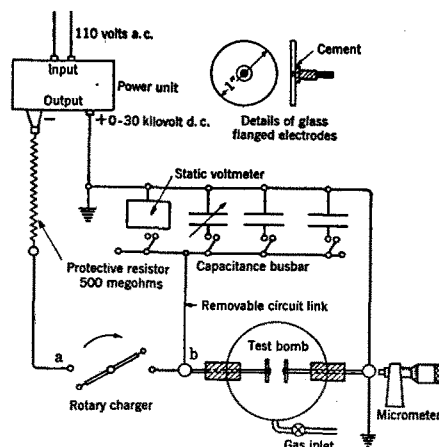 110 volts a.c.
Input
Power unit
Output
−
+0-30 kilovolt d.c.
1"
Cement
Details of glass
flanged electrodes
Static voltmeter
Protective resistor
500 megohms
Capacitance busbar
Removable circuit link
a
b
Test bomb
Rotary charger
Micrometer
Gas inlet